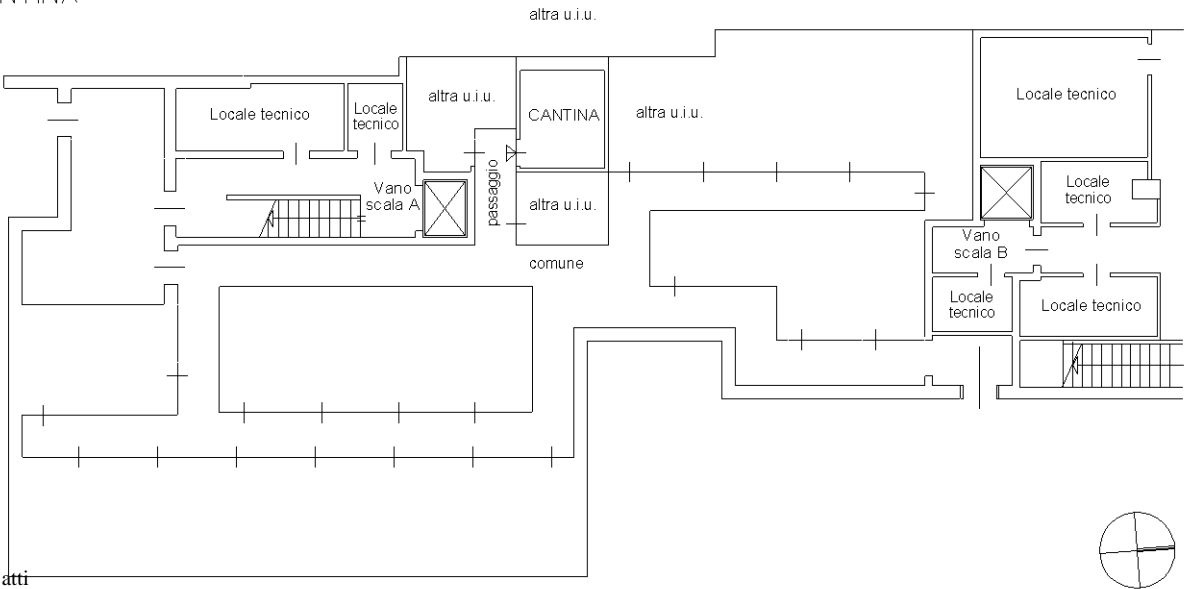 altra u.i.u.
Locale tecnico
Locale
tecnico
altra u.i.u.
CANTINA
altra u.i.u.
Locale tecnico
passaggio
Vano
scala A
altra u.i.u.
Locale
tecnico
Vano
scala B
comune
Locale
tecnico
Locale tecnico
atti